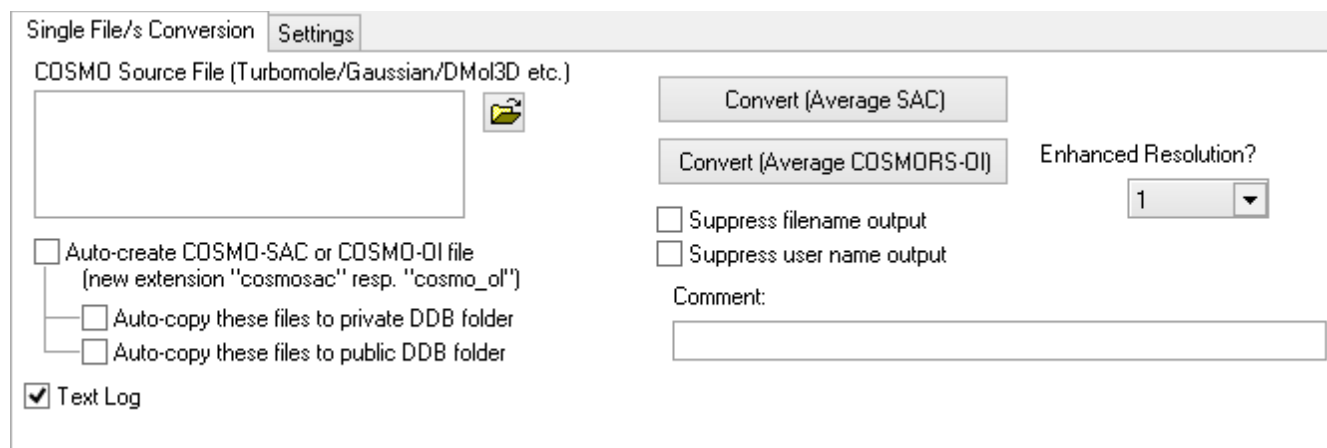 Single File/s Conversion
Settings
COSMO Source File (Turbomole/Gaussian/DMol3D etc.)
Convert (Average SAC)
Convert (Average COSMORS-Ol)
Enhanced Resolution?
1
Suppress filename output
Suppress user name output
Auto-create COSMO-SAC or COSMO-Ol file
(new extension "cosmosac" resp. "cosmo_ol")
Auto-copy these files to private DDB folder
Auto-copy these files to public DDB folder
Comment:
Text Log